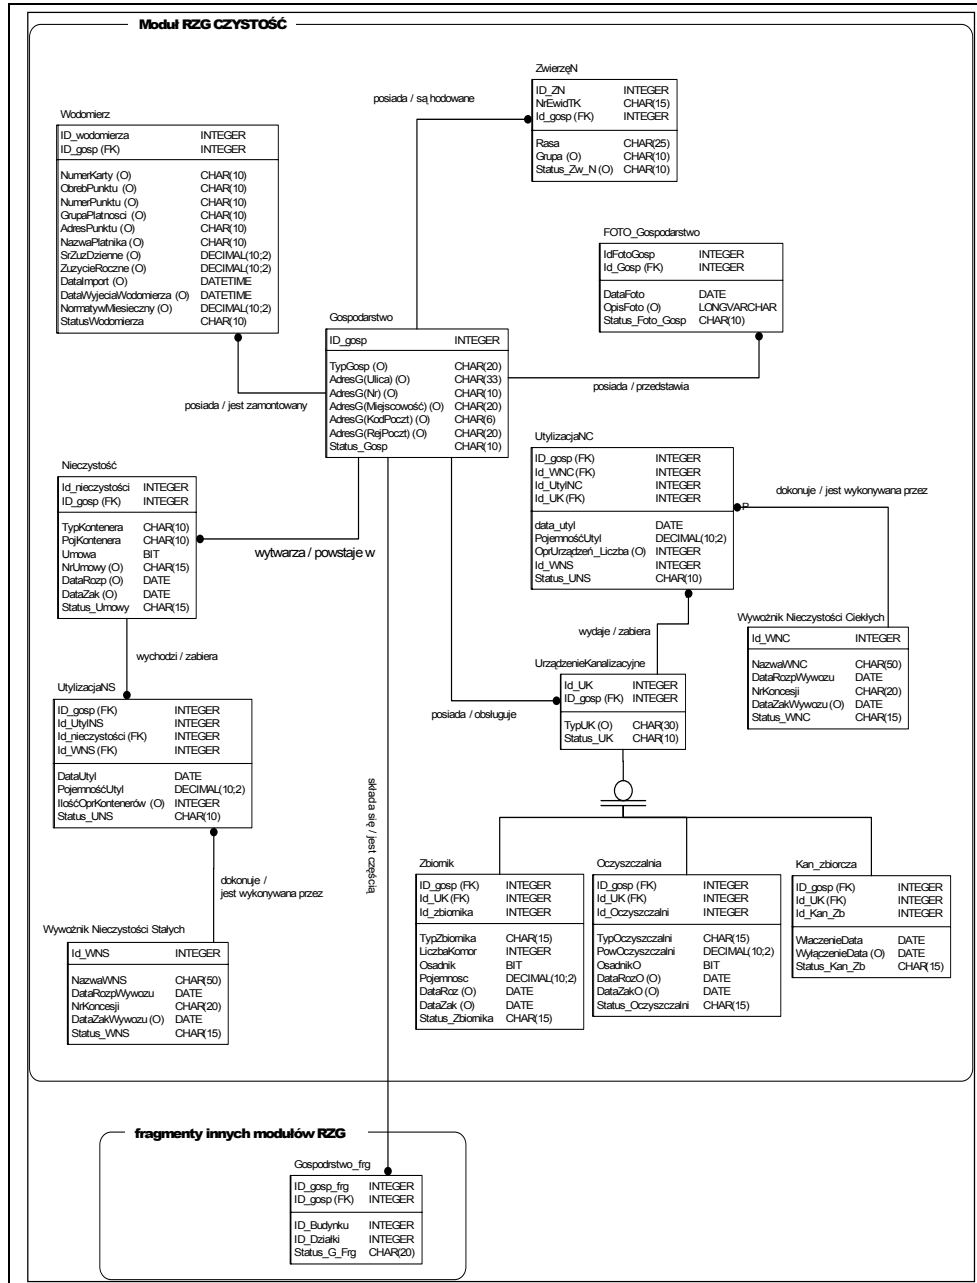 Moduł RZG CZYSTOŚĆ
ZwierzęN
ID_ZN INTEGER
NrEwidTK CHAR(15)
Id_gosp (FK) INTEGER
Rasa CHAR(25)
Grupa (O) CHAR(10)
Status_Zw_N (O) CHAR(10)
posiada / są hodowane
Wodomierz
ID_wodomierza INTEGER
ID_gosp (FK) INTEGER
NumerKarty (O) CHAR(10)
ObrebPunktu (O) CHAR(10)
NumerPunktu (O) CHAR(10)
GrupaPlatnosci (O) CHAR(10)
AdresPunktu (O) CHAR(10)
NazwaPlatnika (O) CHAR(10)
SrZuzDzienne (O) DECIMAL(10;2)
ZuzycieRoczne (O) DECIMAL(10;2)
DataImport (O) DATETIME
DataWyjeciaWodomierza (O) DATETIME
NormatywMiesieczny (O) DECIMAL(10;2)
StatusWodomierza CHAR(10)
FOTO_Gospodarstwo
IdFotoGosp INTEGER
Id_Gosp (FK) INTEGER
DataFoto DATE
OpisFoto (O) LONGVARCHAR
Status_Foto_Gosp CHAR(10)
Gospodarstwo
ID_gosp INTEGER
TypGosp (O) CHAR(20)
AdresG(Ulica) (O) CHAR(33)
AdresG(Nr) (O) CHAR(10)
AdresG(Miejscowość) (O) CHAR(20)
AdresG(KodPoczt) (O) CHAR(6)
AdresG(RejPoczt) (O) CHAR(20)
Status_Gosp CHAR(10)
posiada / jest zamontowany
posiada / przedstawia
UtylizacjaNC
ID_gosp (FK) INTEGER
Id_WNC (FK) INTEGER
Id_UtylNC INTEGER
Id_UK (FK) INTEGER
data_utyl DATE
PojemnośćUtyl DECIMAL(10;2)
OprUrządzeń_Liczba (O) INTEGER
Id_WNS INTEGER
Status_UNS CHAR(10)
dokonuje / jest wykonywana przez
P
Nieczystość
Id_nieczystości INTEGER
ID_gosp (FK) INTEGER
TypKontenera CHAR(10)
PojKontenera CHAR(10)
Umowa BIT
NrUmowy (O) CHAR(15)
DataRozp (O) DATE
DataZak (O) DATE
Status_Umowy CHAR(15)
wytwarza / powstaje w
Wywoźnik Nieczystości Ciekłych
Id_WNC INTEGER
NazwaWNC CHAR(50)
DataRozpWywozu DATE
NrKoncesji CHAR(20)
DataZakWywozu (O) DATE
Status_WNC CHAR(15)
wydaje / zabiera
wychodzi / zabiera
UrządzenieKanalizacyjne
Id_UK INTEGER
ID_gosp (FK) INTEGER
TypUK (O) CHAR(30)
Status_UK CHAR(10)
posiada / obsługuje
UtylizacjaNS
ID_gosp (FK) INTEGER
Id_UtylNS INTEGER
Id_nieczystości (FK) INTEGER
Id_WNS (FK) INTEGER
DataUtyl DATE
PojemnośćUtyl DECIMAL(10;2)
IlośćOprKontenerów (O) INTEGER
Status_UNS CHAR(10)
składa się / jest częścią
dokonuje /
jest wykonywana przez
Zbiornik
ID_gosp (FK) INTEGER
Id_UK (FK) INTEGER
Id_zbiornika INTEGER
TypZbiornika CHAR(15)
LiczbaKomor INTEGER
Osadnik BIT
Pojemnosc DECIMAL(10;2)
DataRoz (O) DATE
DataZak (O) DATE
Status_Zbiornika CHAR(15)
Oczyszczalnia
ID_gosp (FK) INTEGER
Id_UK (FK) INTEGER
Id_Oczyszczalni INTEGER
TypOczyszczalni CHAR(15)
PowOczyszczalni DECIMAL(10;2)
OsadnikO BIT
DataRozO (O) DATE
DataZakO (O) DATE
Status_Oczyszczalni CHAR(15)
Kan_zbiorcza
ID_gosp (FK) INTEGER
Id_UK (FK) INTEGER
Id_Kan_Zb INTEGER
WłaczenieData DATE
WyłączenieData (O) DATE
Status_Kan_Zb CHAR(15)
Wywoźnik Nieczystości Stałych
Id_WNS INTEGER
NazwaWNS CHAR(50)
DataRozpWywozu DATE
NrKoncesji CHAR(20)
DataZakWywozu (O) DATE
Status_WNS CHAR(15)
fragmenty innych modułów RZG
Gospodrstwo_frg
ID_gosp_frg INTEGER
ID_gosp (FK) INTEGER
ID_Budynku INTEGER
ID_Działki INTEGER
Status_G_Frg CHAR(20)